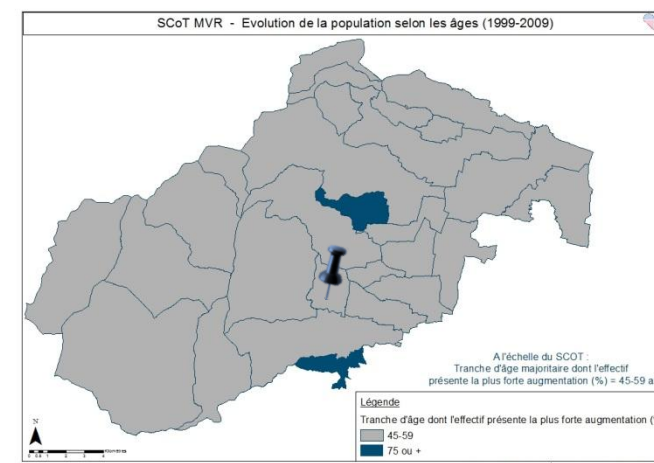 SCoT MVR - Evolution de la population selon les âges (1999-2009)
A l'échelle du SCOT :
Tranche d'âge majoritaire dont l'effectif
présente la plus forte augmentation (%) = 45-59 a
Légende
Tranche d'âge dont l'effectif présente la plus forte augmentation (
45-59
75 ou +
N